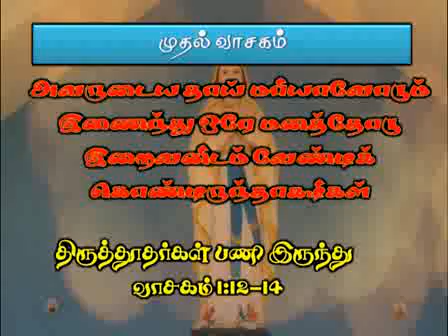 முதல் வாசகம்
அவருடைய தாய் மரியாவோடும்
இணைந்து ஒரே மனத்தோடு
இறைவனிடம் வேண்டிக்
கொண்டிருந்தார்கள்
திருத்தூதர்கள் பணி இருந்து
வாசகம் 1:12-14